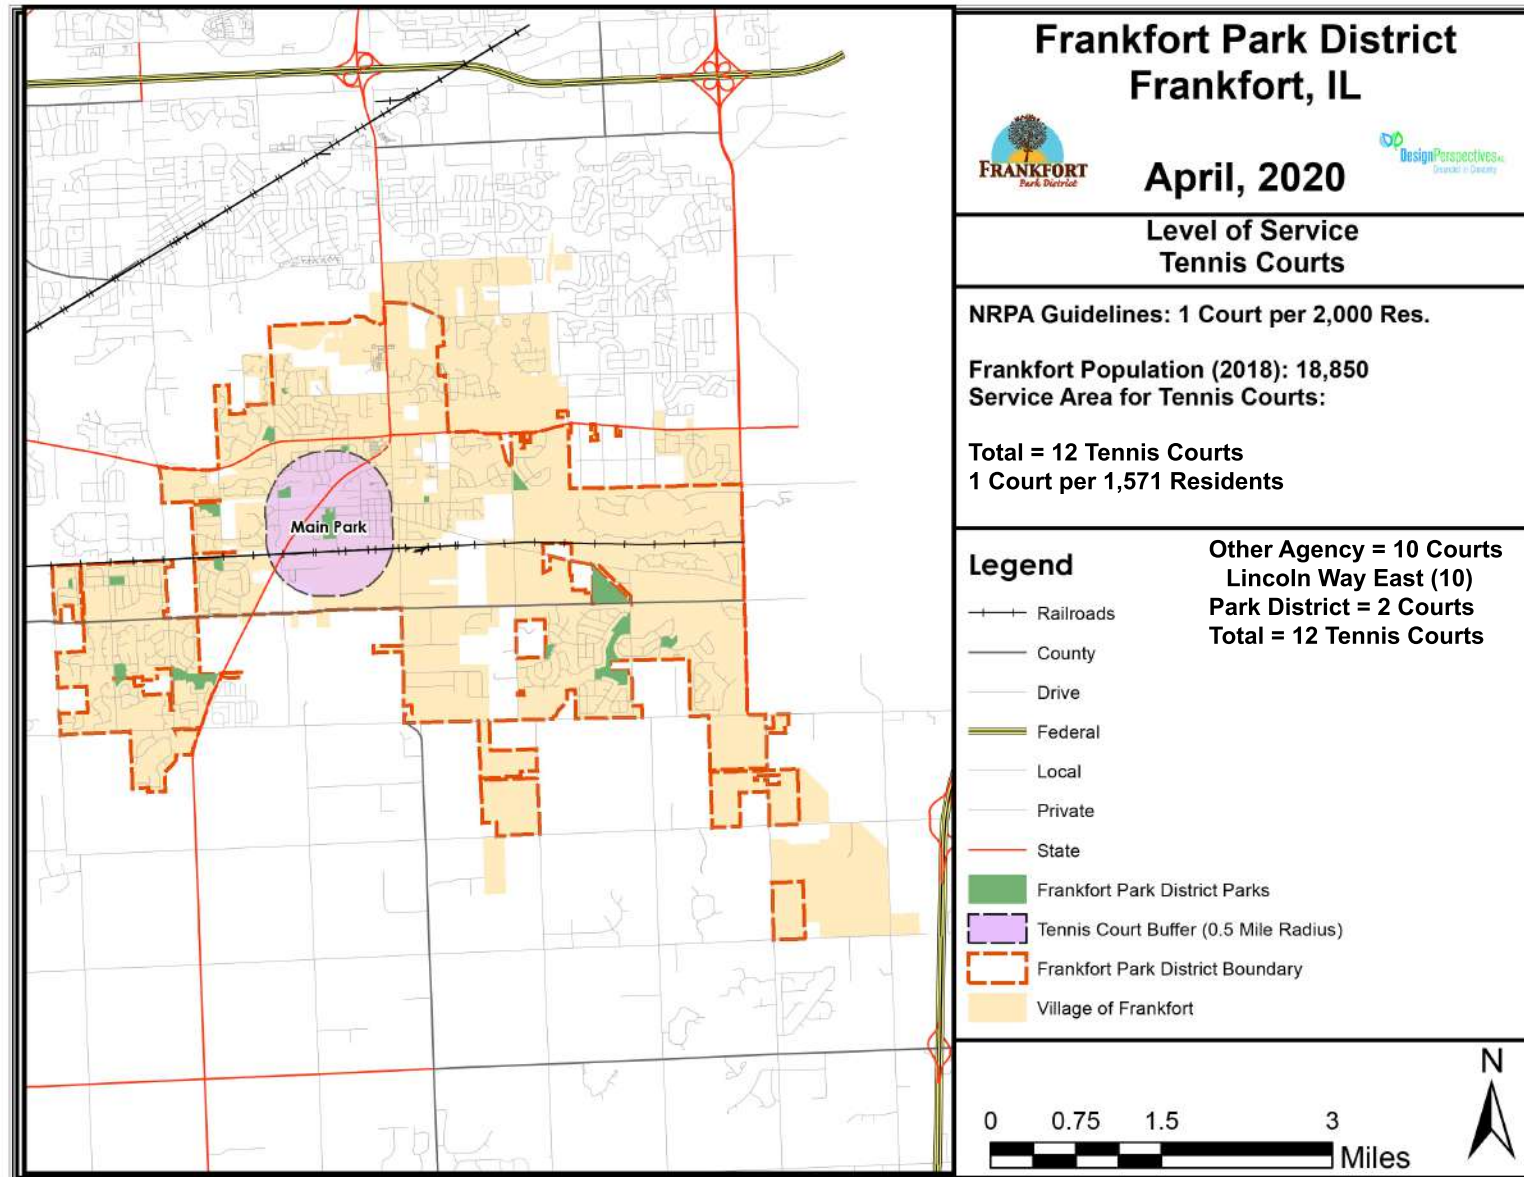 Frankfort Park District
Frankfort, IL
FRANKFORT
Park District
DesignPerspectives
Grounded in Creativity
April, 2020
Level of Service
Tennis Courts
NRPA Guidelines: 1 Court per 2,000 Res.
Frankfort Population (2018): 18,850
Service Area for Tennis Courts:
Total = 12 Tennis Courts
1 Court per 1,571 Residents
Main Park
Legend
Railroads
County
Drive
Federal
Local
Private
State
Frankfort Park District Parks
Tennis Court Buffer (0.5 Mile Radius)
Frankfort Park District Boundary
Village of Frankfort
Other Agency = 10 Courts
Lincoln Way East (10)
Park District = 2 Courts
Total = 12 Tennis Courts
N
0 0.75 1.5 3
Miles